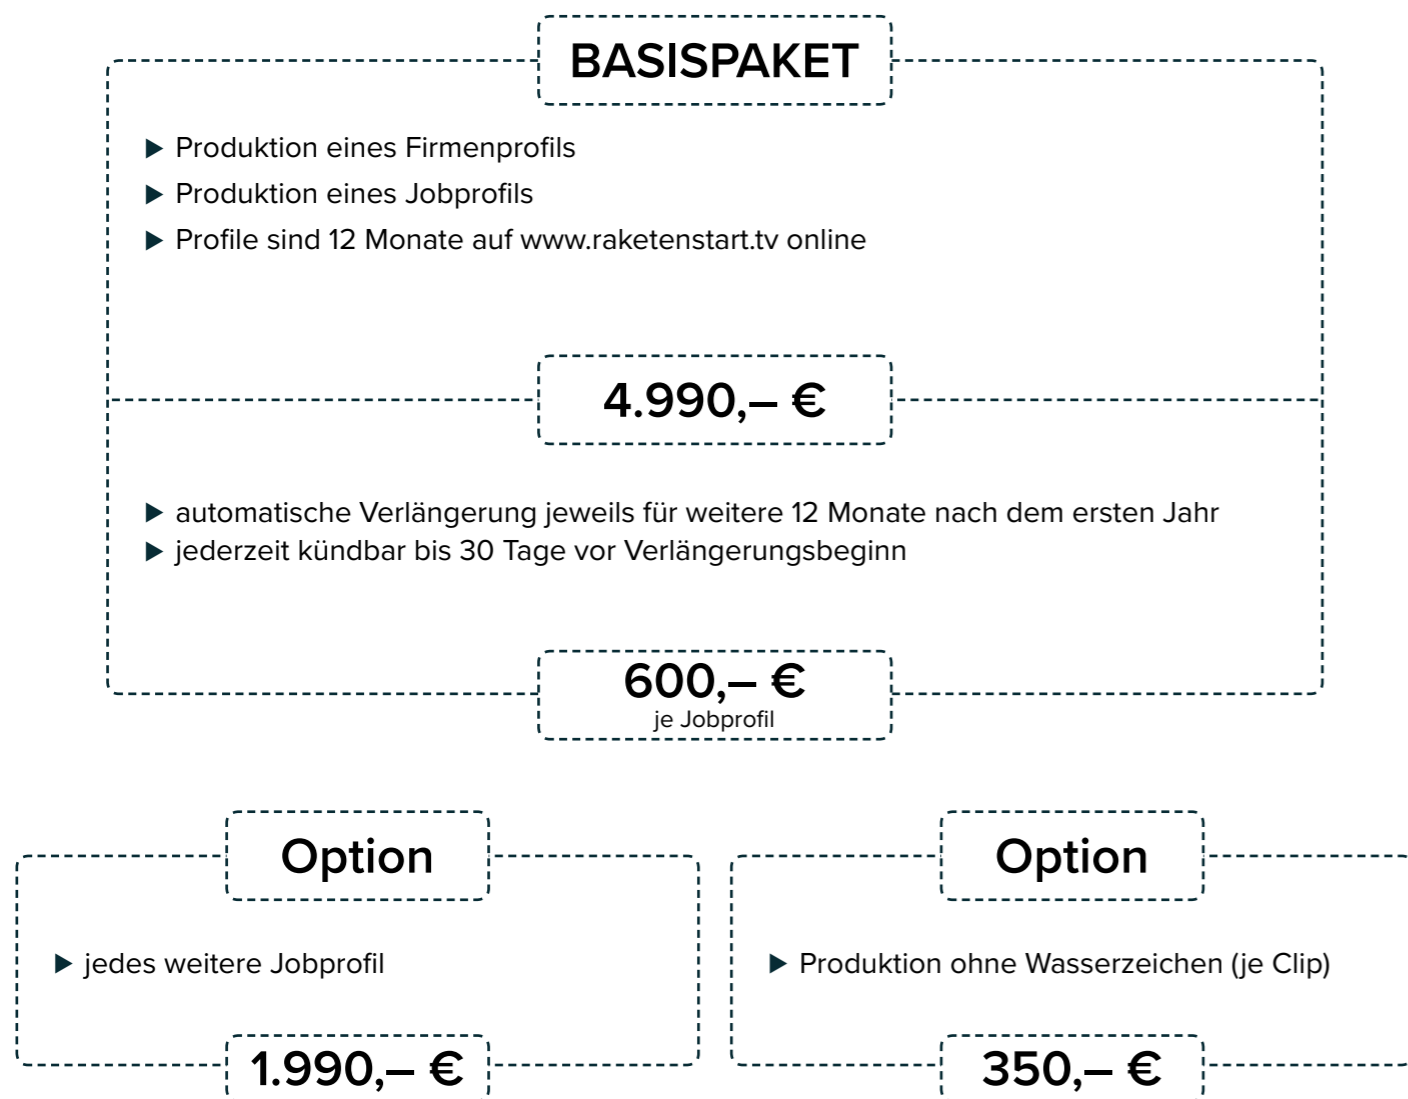 BASISPAKET
Produktion eines Firmenprofils
Produktion eines Jobprofils
Profile sind 12 Monate auf www.raketenstart.tv online
4.990,– €
automatische Verlängerung jeweils für weitere 12 Monate nach dem ersten Jahr
jederzeit kündbar bis 30 Tage vor Verlängerungsbeginn
600,– €
je Jobprofil
Option
jedes weitere Jobprofil
1.990,– €
Option
Produktion ohne Wasserzeichen (je Clip)
350,– €